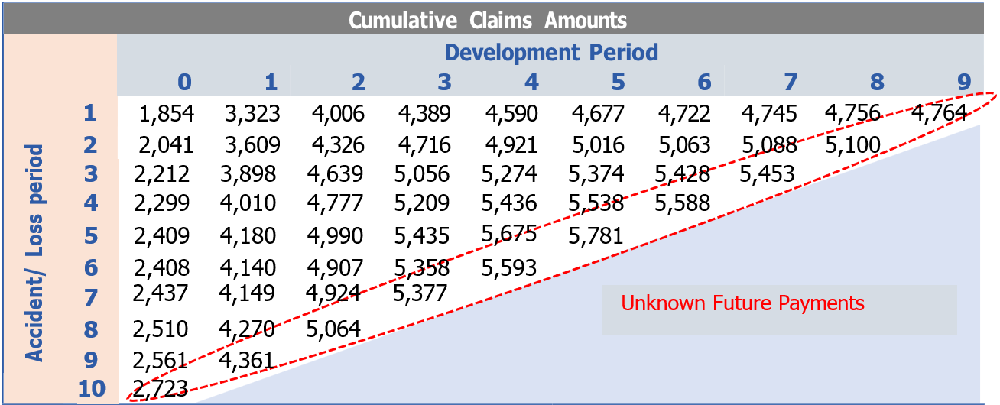 Cumulative Claims Amounts
Development Period
0 1 2 3 4 5 6 7 8 9
Accident/ Loss period
1 1,854 3,323 4,006 4,389 4,590 4,677 4,722 4,745 4,756 4,764
2 2,041 3,609 4,326 4,716 4,921 5,016 5,063 5,088 5,100
3 2,212 3,898 4,639 5,056 5,274 5,374 5,428 5,453
4 2,299 4,010 4,777 5,209 5,436 5,538 5,588
5 2,409 4,180 4,990 5,435 5,675 5,781
6 2,408 4,140 4,907 5,358 5,593
7 2,437 4,149 4,924 5,377
Unknown Future Payments
8 2,510 4,270 5,064
9 2,561 4,361
10 2,723